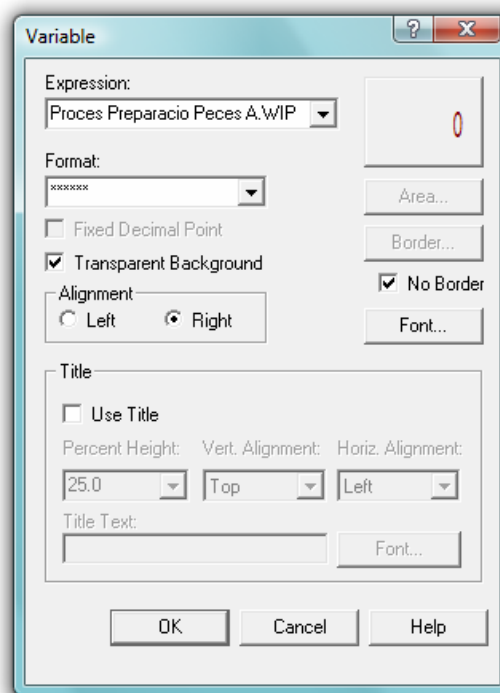 Variable
Expression:
Proces Preparacio Peces A.WIP
0
Format:
******
Area...
Fixed Decimal Point
Border...
Transparent Background
No Border
Alignment
Left Right
Font...
Title
Use Title
Percent Height: Vert. Alignment: Horiz. Alignment:
25.0 Top Left
Title Text:
Font...
OK Cancel Help